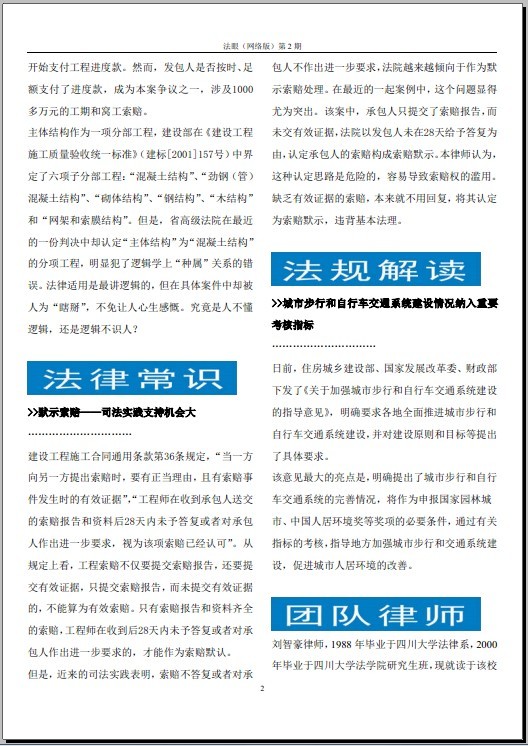 法眼（网络版）第 2 期
开始支付工程进度款。然而，发包人是否按时、足
额支付了进度款，成为本案争议之一，涉及1000
多万元的工期和窝工索赔。
主体结构作为一项分部工程，建设部在《建设工程
施工质量验收统一标准》（建标[2001]157号）中界
定了六项子分部工程：“混凝土结构”、“劲钢（管）
混凝土结构”、“砌体结构”、“钢结构”、“木结构”
和“网架和索膜结构”。但是，省高级法院在最近
的一份判决中却认定“主体结构”为“混凝土结构”
的分项工程，明显犯了逻辑学上“种属”关系的错
误。法律适用是最讲逻辑的，但在具体案件中却被
人为“瞎掰”，不免让人心生感慨。究竟是人不懂
逻辑，还是逻辑不识人？
法律常识
>>默示索赔——司法实践支持机会大
…………………………
建设工程施工合同通用条款第36条规定，“当一方
向另一方提出索赔时，要有正当理由，且有索赔事
件发生时的有效证据”，“工程师在收到承包人送交
的索赔报告和资料后28天内未予答复或者对承包
人作出进一步要求，视为该项索赔已经认可”。从
规定上看，工程索赔不仅要提交索赔报告，还要提
交有效证据，只提交索赔报告，而未提交有效证据
的，不能算为有效索赔。只有索赔报告和资料齐全
的索赔，工程师在收到后28天内未予答复或者对承
包人作出进一步要求的，才能作为索赔默认。
但是，近来的司法实践表明，索赔不答复或者对承
包人不作出进一步要求，法院越来越倾向于作为默
示索赔处理。在最近的一起案例中，这个问题显得
尤为突出。该案中，承包人只提交了索赔报告，而
未交有效证据，法院以发包人未在28天给予答复为
由，认定承包人的索赔构成索赔默示。本律师认为，
这种认定思路是危险的，容易导致索赔权的滥用。
缺乏有效证据的索赔，本来就不用回复，将其认定
为索赔默示，违背基本法理。
法规解读
>>城市步行和自行车交通系统建设情况纳入重要
考核指标
…………………………
日前，住房城乡建设部、国家发展改革委、财政部
下发了《关于加强城市步行和自行车交通系统建设
的指导意见》，明确要求各地全面推进城市步行和
自行车交通系统建设，并对建设原则和目标等提出
了具体要求。
该意见最大的亮点是，明确提出了城市步行和自行
车交通系统的完善情况，将作为申报国家园林城
市、中国人居环境奖等奖项的必要条件，通过有关
指标的考核，指导地方加强城市步行和交通系统建
设，促进城市人居环境的改善。
团队律师
刘智豪律师，1988 年毕业于四川大学法律系，2000
年毕业于四川大学法学院研究生班，现就读于该校
2